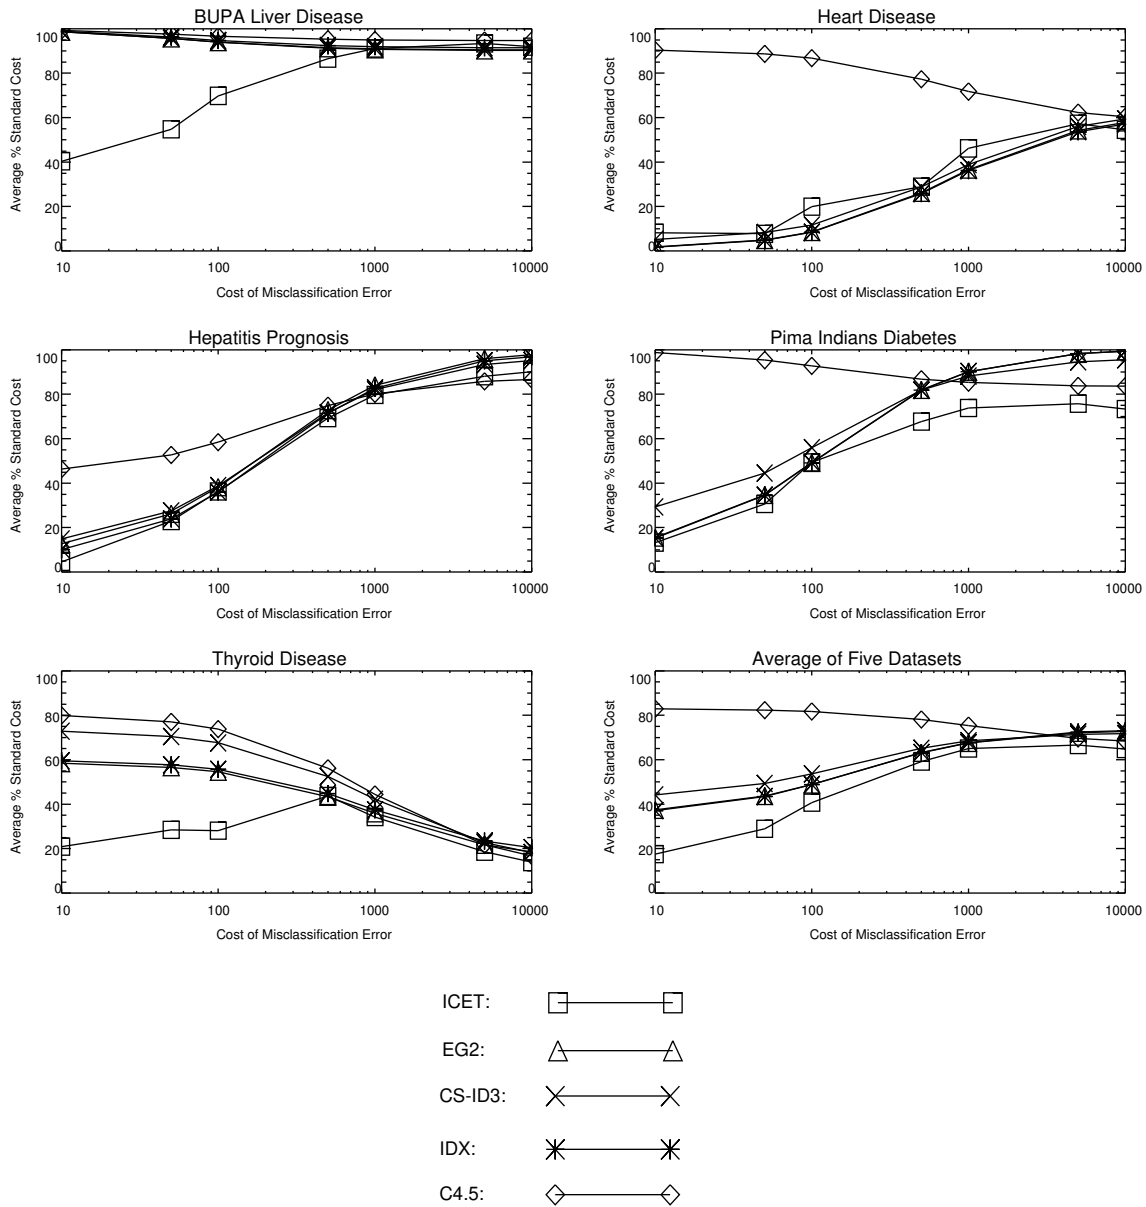 BUPA Liver Disease
Average % Standard Cost
100
80
60
40
20
0
10 100 1000 10000
Cost of Misclassification Error
Heart Disease
Average % Standard Cost
100
80
60
40
20
0
10 100 1000 10000
Cost of Misclassification Error
Hepatitis Prognosis
Average % Standard Cost
100
80
60
40
20
0
10 100 1000 10000
Cost of Misclassification Error
Pima Indians Diabetes
Average % Standard Cost
100
80
60
40
20
0
10 100 1000 10000
Cost of Misclassification Error
Thyroid Disease
Average % Standard Cost
100
80
60
40
20
0
10 100 1000 10000
Cost of Misclassification Error
Average of Five Datasets
Average % Standard Cost
100
80
60
40
20
0
10 100 1000 10000
Cost of Misclassification Error
ICET:
EG2:
CS-ID3:
IDX:
C4.5: